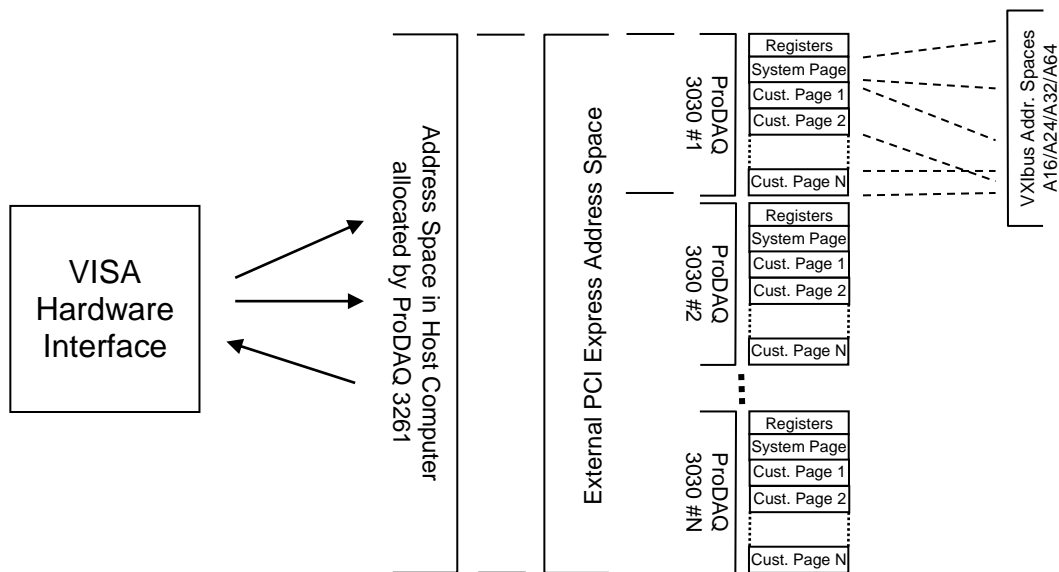 VISA
Hardware
Interface
Address Space in Host Computer
allocated by ProDAQ 3261
External PCI Express Address Space
ProDAQ
3030 #1
Registers
System Page
Cust. Page 1
Cust. Page 2
Cust. Page N
ProDAQ
3030 #2
Registers
System Page
Cust. Page 1
Cust. Page 2
Cust. Page N
ProDAQ
3030 #N
Registers
System Page
Cust. Page 1
Cust. Page 2
Cust. Page N
VXIbus Addr. Spaces
A16/A24/A32/A64